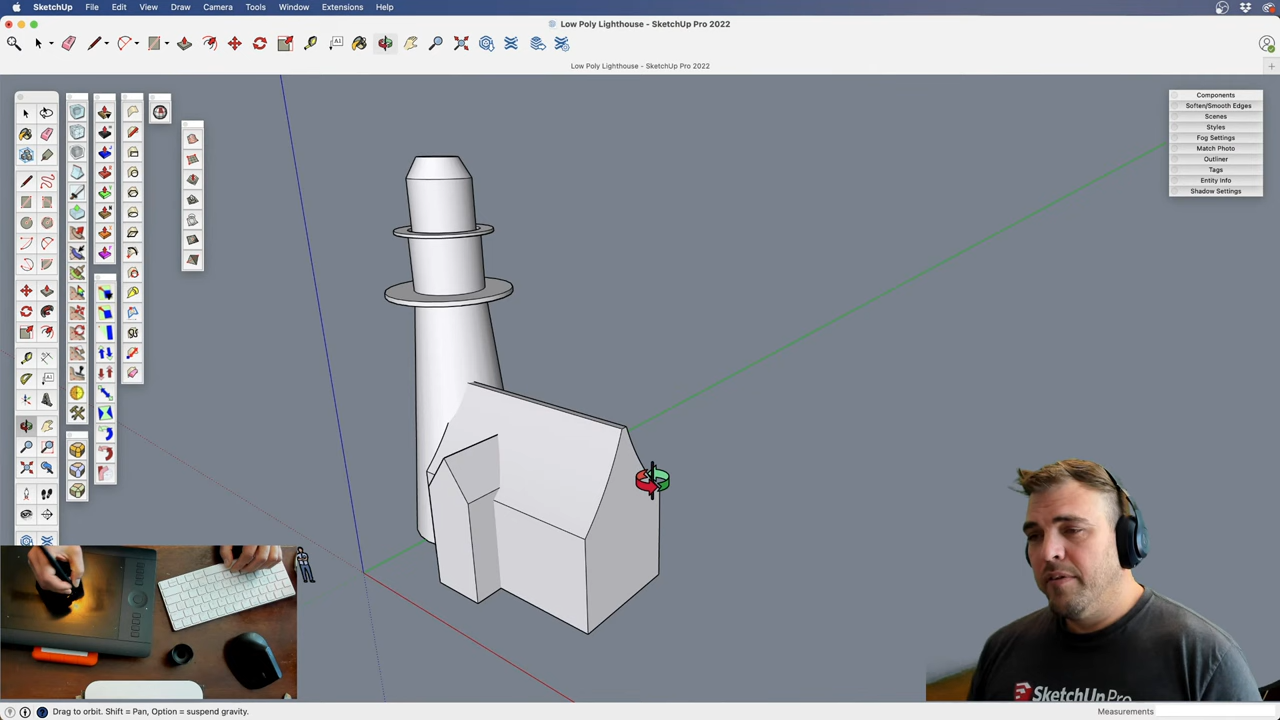 SketchUp File Edit View Draw Camera Tools Window Extensions Help
Low Poly Lighthouse - SketchUp Pro 2022
Low Poly Lighthouse - SketchUp Pro 2022
Components
Soften/Smooth Edges
Scenes
Styles
Fog Settings
Match Photo
Outliner
Tags
Entity Info
Shadow Settings
SketchUp Pro
Drag to orbit. Shift = Pan, Option = suspend gravity.
Measurements